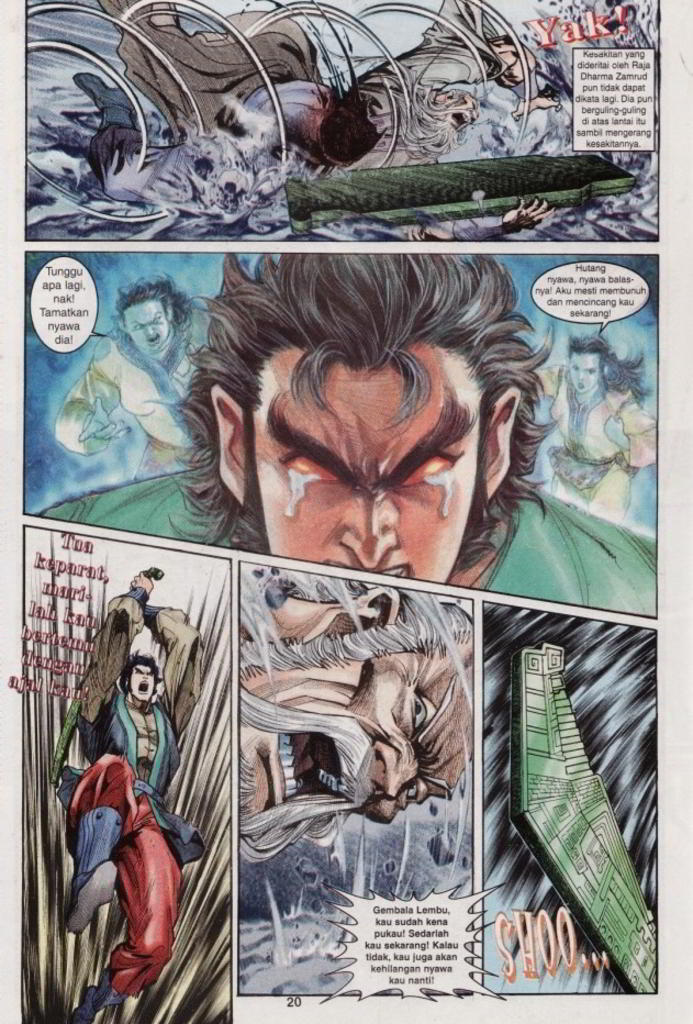 Yak!
Kesakitan yang
dideritai oleh Raja
Dharma Zamrud
pun tidak dapat
dikata lagi. Dia pun
berguling-guling
di atas lantai itu
sambil mengerang
kesakitannya.
Tunggu
apa lagi,
nak!
Tamatkan
nyawa
dia!
Hutang
nyawa, nyawa balas-
nya! Aku mesti membunuh
dan mencincang kau
sekarang!
Tua
keparat,
mari-
lah kau
bertemu
dengan
ajal kau!
Gembala Lembu,
kau sudah kena
pukau! Sedarlah
kau sekarang! Kalau
tidak, kau juga akan
kehilangan nyawa
kau nanti!
SHOO...
20